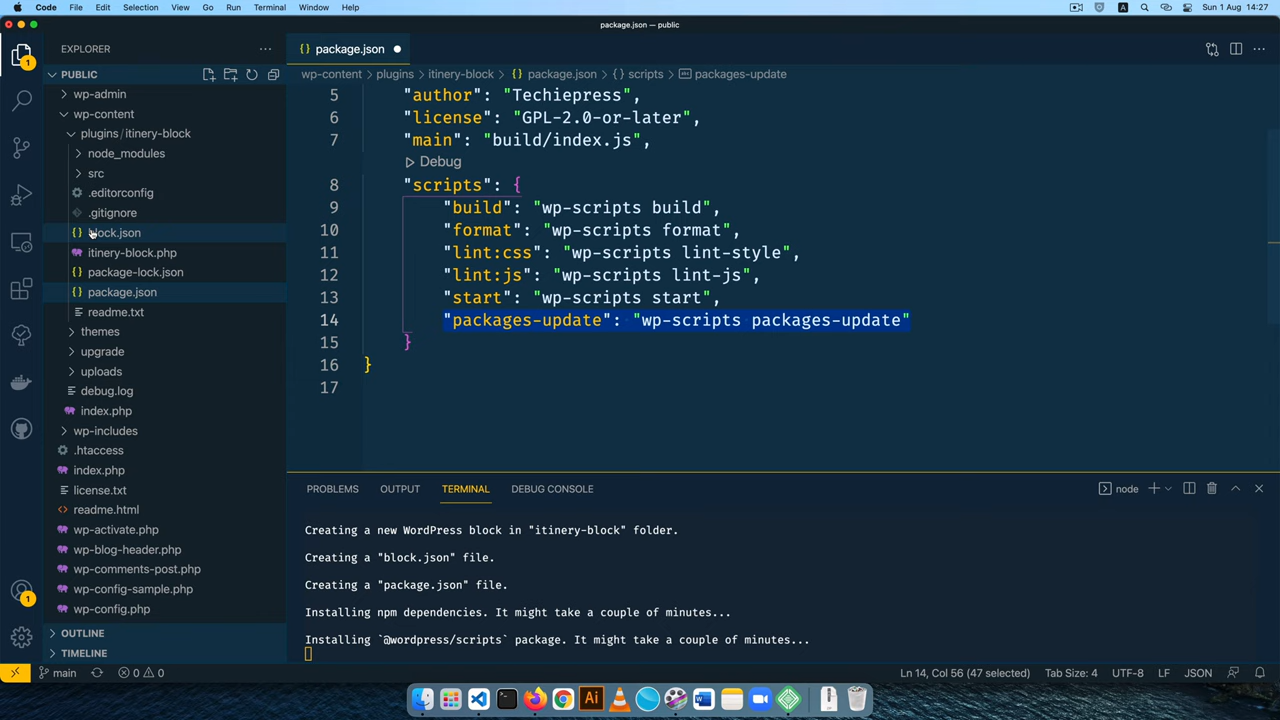 Code File Edit Selection View Go Run Terminal Window Help
A
Sun 1 Aug 14:27
package.json — public
EXPLORER
package.json
PUBLIC
wp-content plugins itinery-block package.json scripts packages-update
wp-admin
wp-content
plugins / itinery-block
node_modules
src
.editorconfig
.gitignore
block.json
itinery-block.php
package-lock.json
package.json
readme.txt
themes
upgrade
uploads
debug.log
index.php
wp-includes
.htaccess
index.php
license.txt
readme.html
wp-activate.php
wp-blog-header.php
wp-comments-post.php
wp-config-sample.php
wp-config.php
OUTLINE
TIMELINE
1
1
5 "author": "Techiepress",
6 "license": "GPL-2.0-or-later",
7 "main": "build/index.js",
Debug
8 "scripts": {
9 "build": "wp-scripts build",
10 "format": "wp-scripts format",
11 "lint:css": "wp-scripts lint-style",
12 "lint:js": "wp-scripts lint-js",
13 "start": "wp-scripts start",
14 "packages-update": "wp-scripts packages-update"
15 }
16 }
17
PROBLEMS OUTPUT TERMINAL DEBUG CONSOLE
node
Creating a new WordPress block in "itinery-block" folder.
Creating a "block.json" file.
Creating a "package.json" file.
Installing npm dependencies. It might take a couple of minutes...
Installing `@wordpress/scripts` package. It might take a couple of minutes...
main 0 0
Ln 14, Col 56 (47 selected) Tab Size: 4 UTF-8 LF JSON
Ai
W